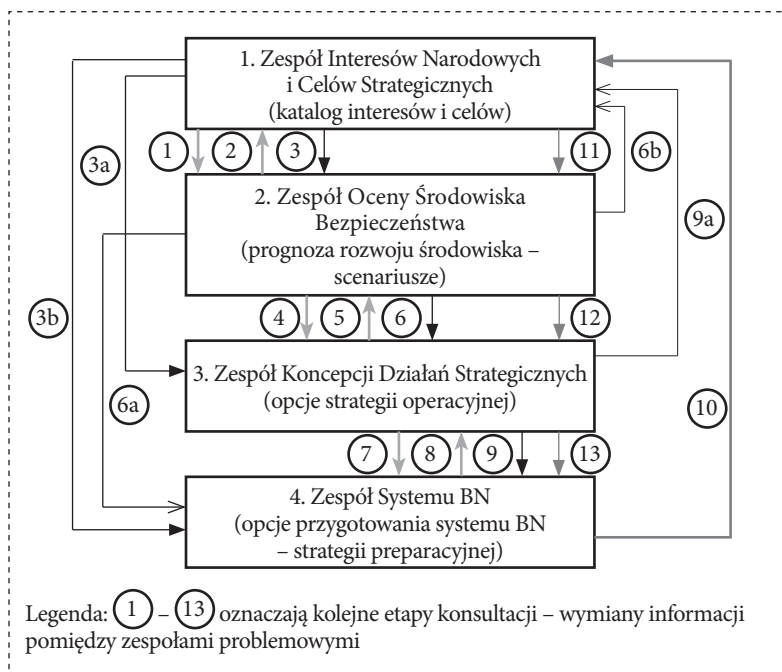 1. Zespół Interesów Narodowych
i Celów Strategicznych
(katalog interesów i celów)
3a
1
2
3
11
6b
2. Zespół Oceny Środowiska
Bezpieczeństwa
(prognoza rozwoju środowiska –
scenariusze)
9a
3b
4
5
6
12
3. Zespół Koncepcji Działań Strategicznych
(opcje strategii operacyjnej)
6a
10
7
8
9
13
4. Zespół Systemu BN
(opcje przygotowania systemu BN
– strategii preparacyjnej)
Legenda: 1 – 13 oznaczają kolejne etapy konsultacji – wymiany informacji
pomiędzy zespołami problemowymi